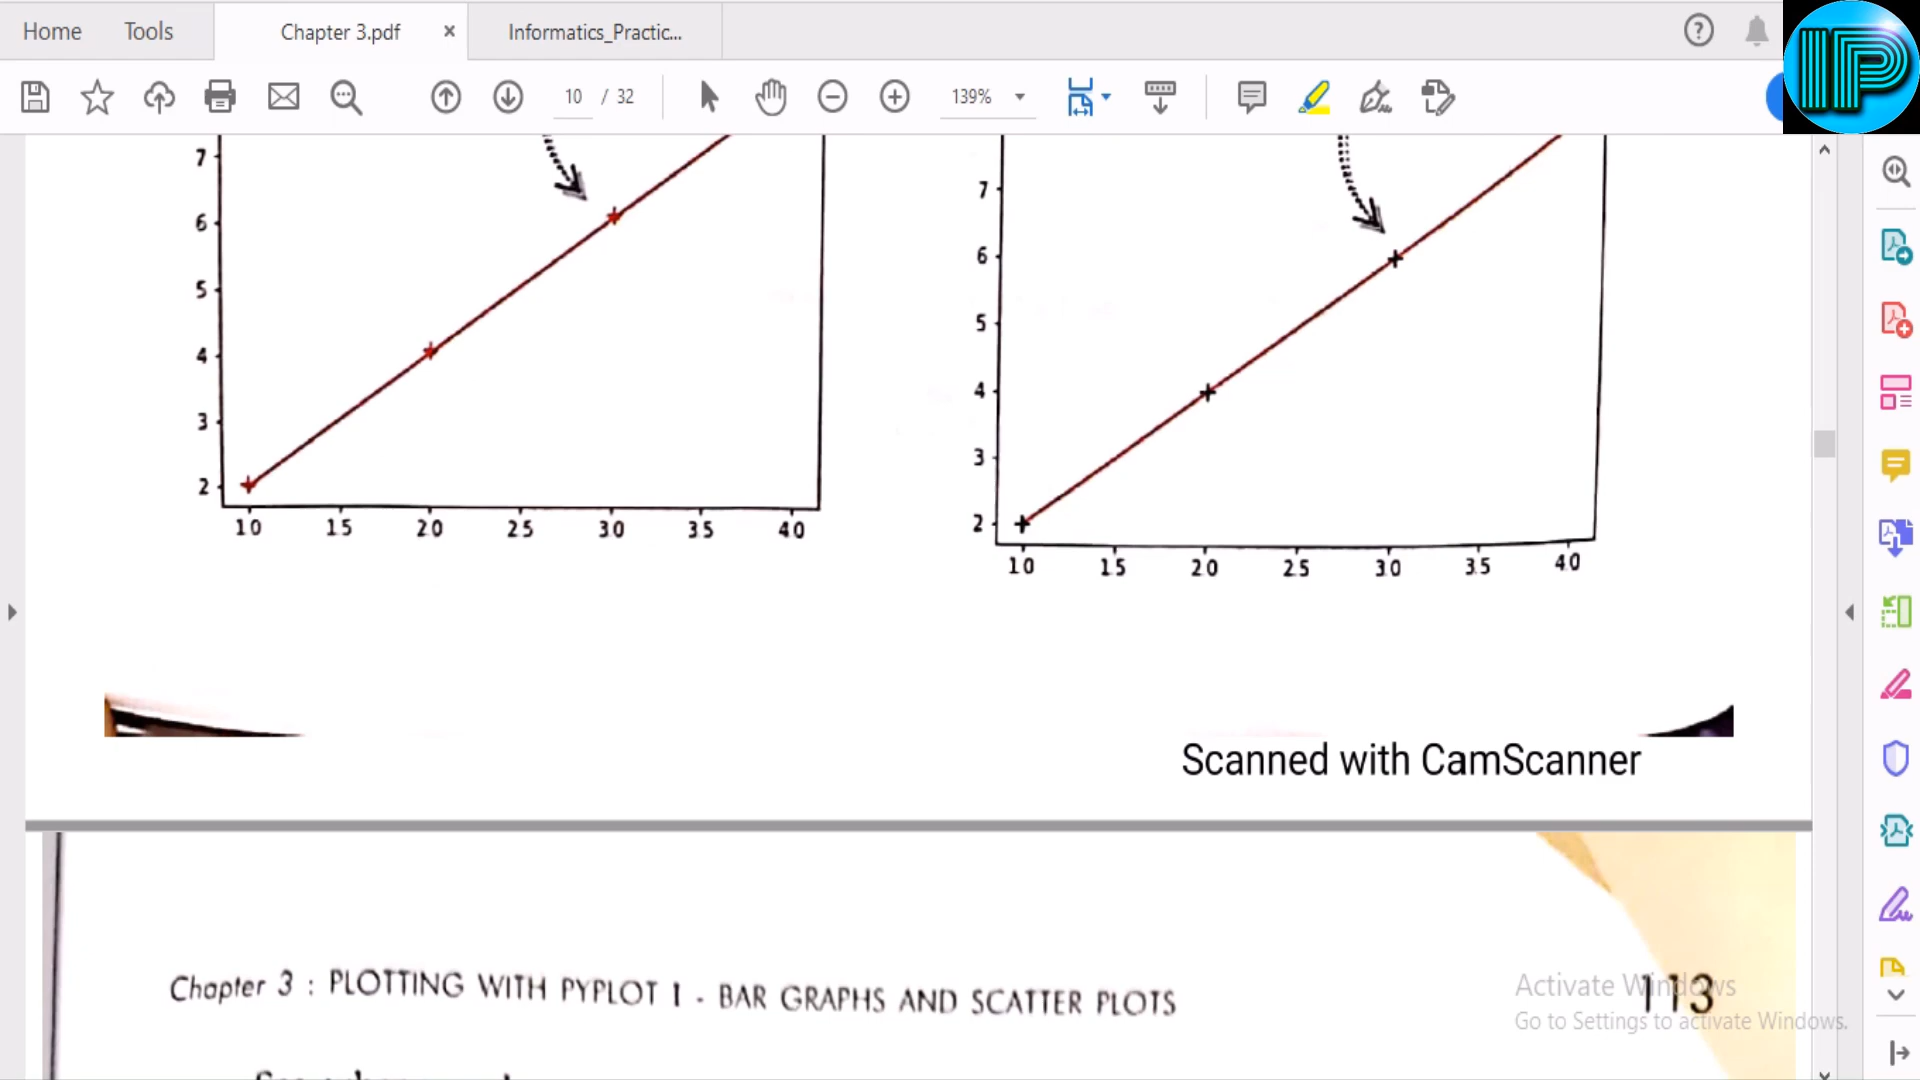 Home Tools Chapter 3.pdf × Informatics_Practic...
IP
10 / 32 139%
7
6
5
4
3
2
10 15 20 25 30 35 40
7
6
5
4
3
2
10 15 20 25 30 35 40
Scanned with CamScanner
Chapter 3 : PLOTTING WITH PYPLOT I - BAR GRAPHS AND SCATTER PLOTS 113
Activate Windows
Go to Settings to activate Windows.